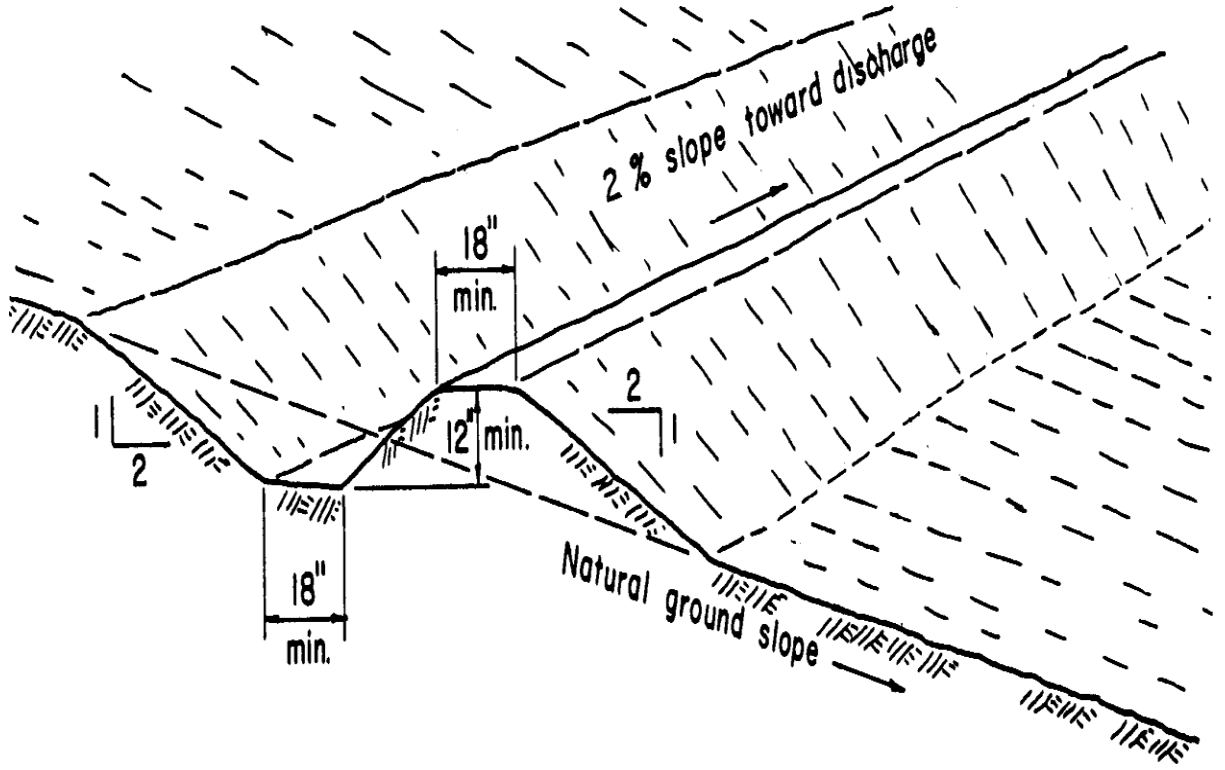 2 % slope toward discharge
18"
min.
1
2
12" min.
2
1
18"
min.
Natural ground slope